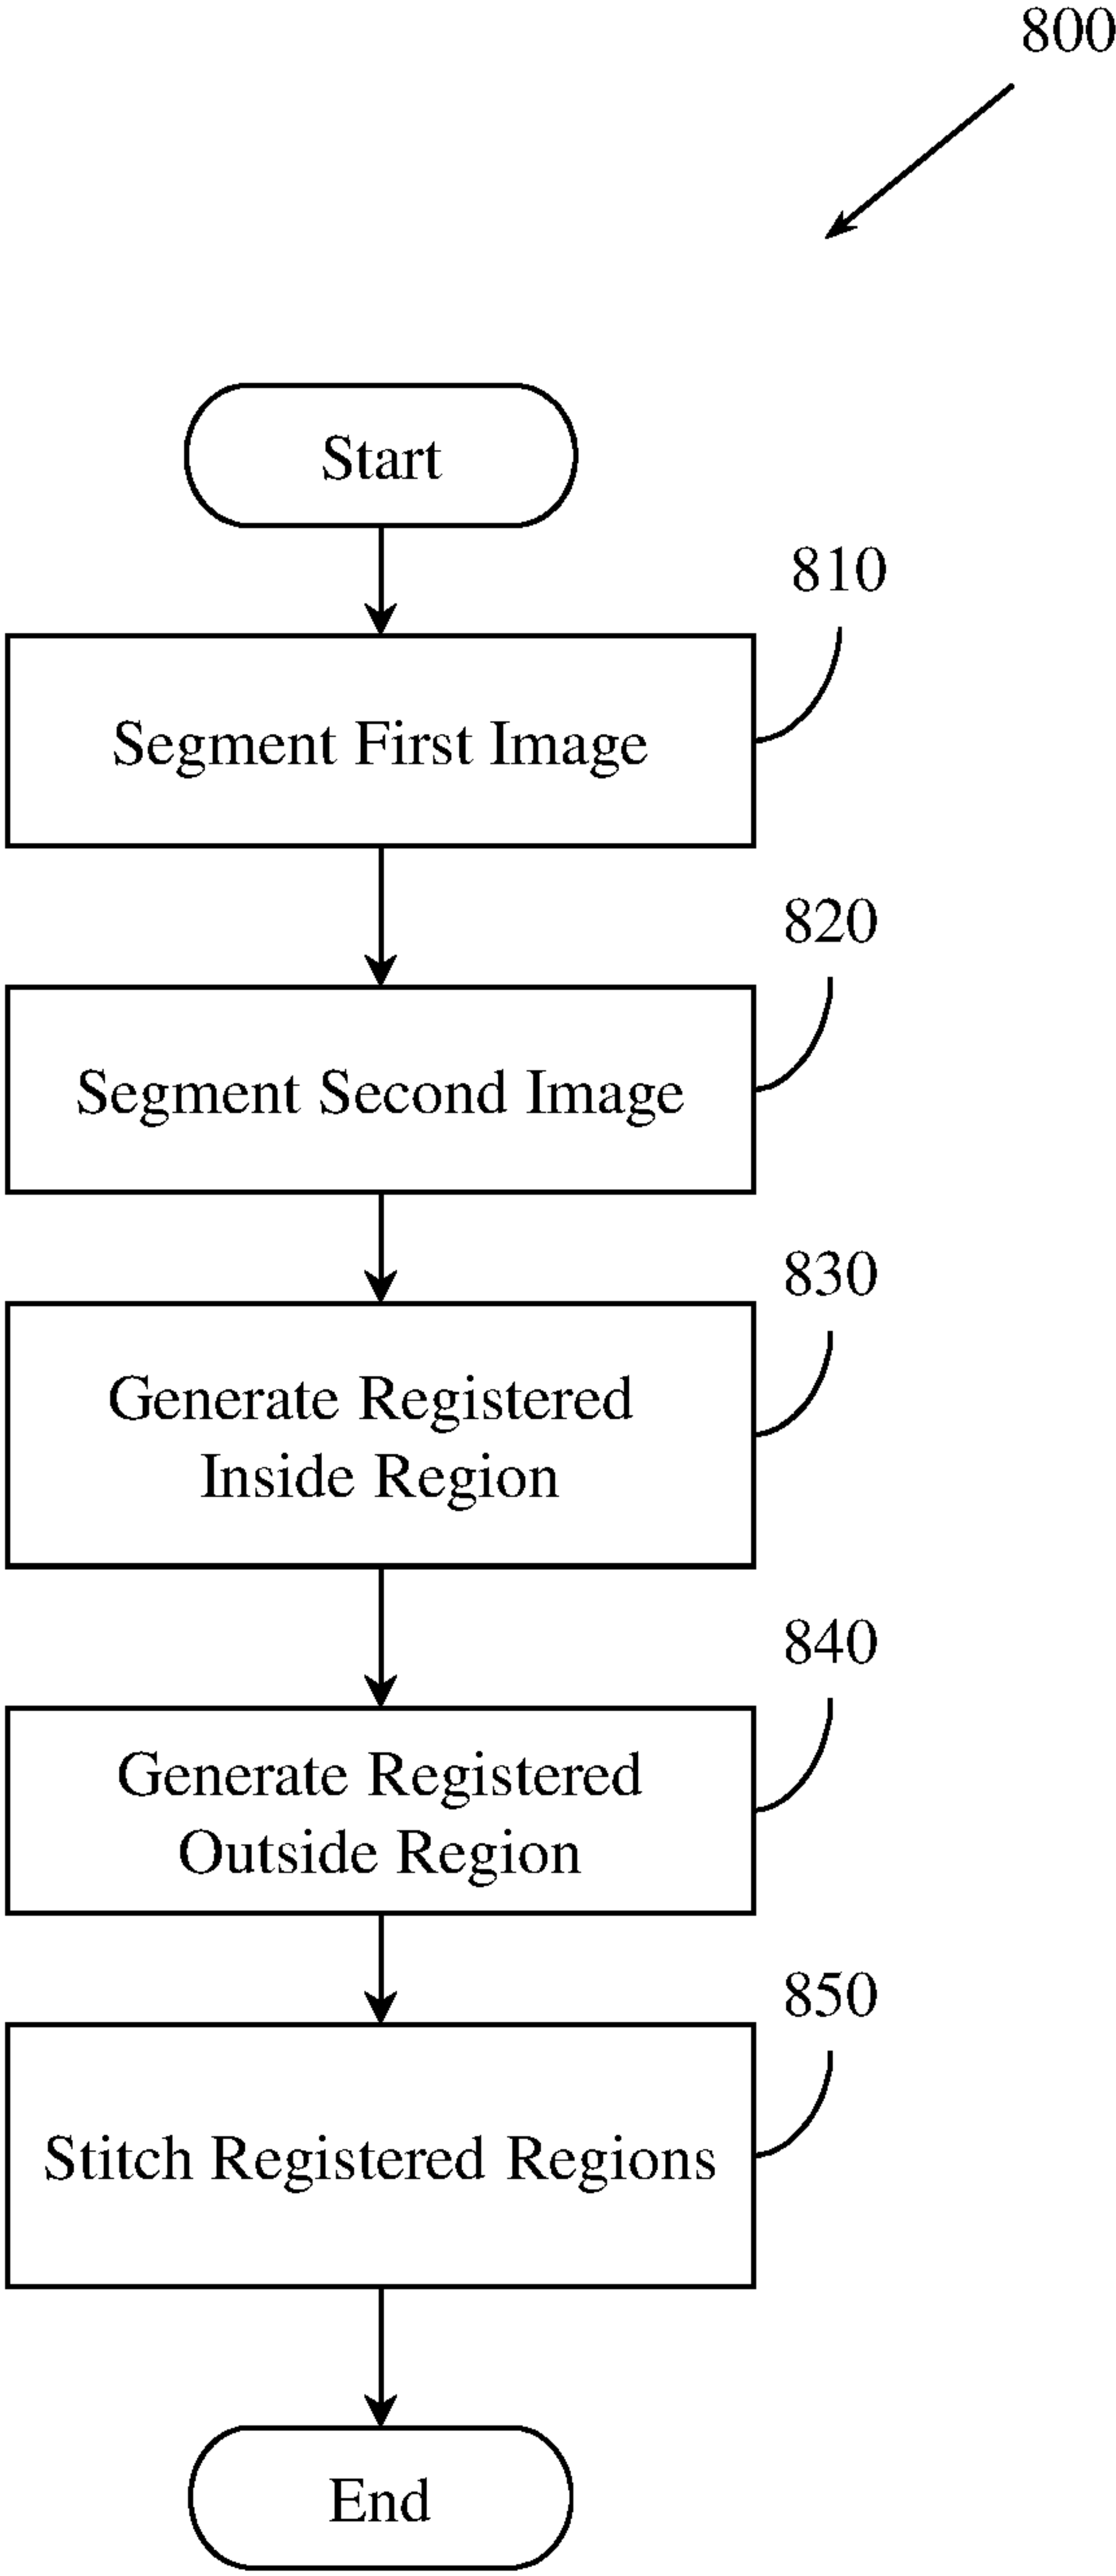 800
Start
810
Segment First Image
820
Segment Second Image
830
Generate Registered
Inside Region
840
Generate Registered
Outside Region
850
Stitch Registered Regions
End